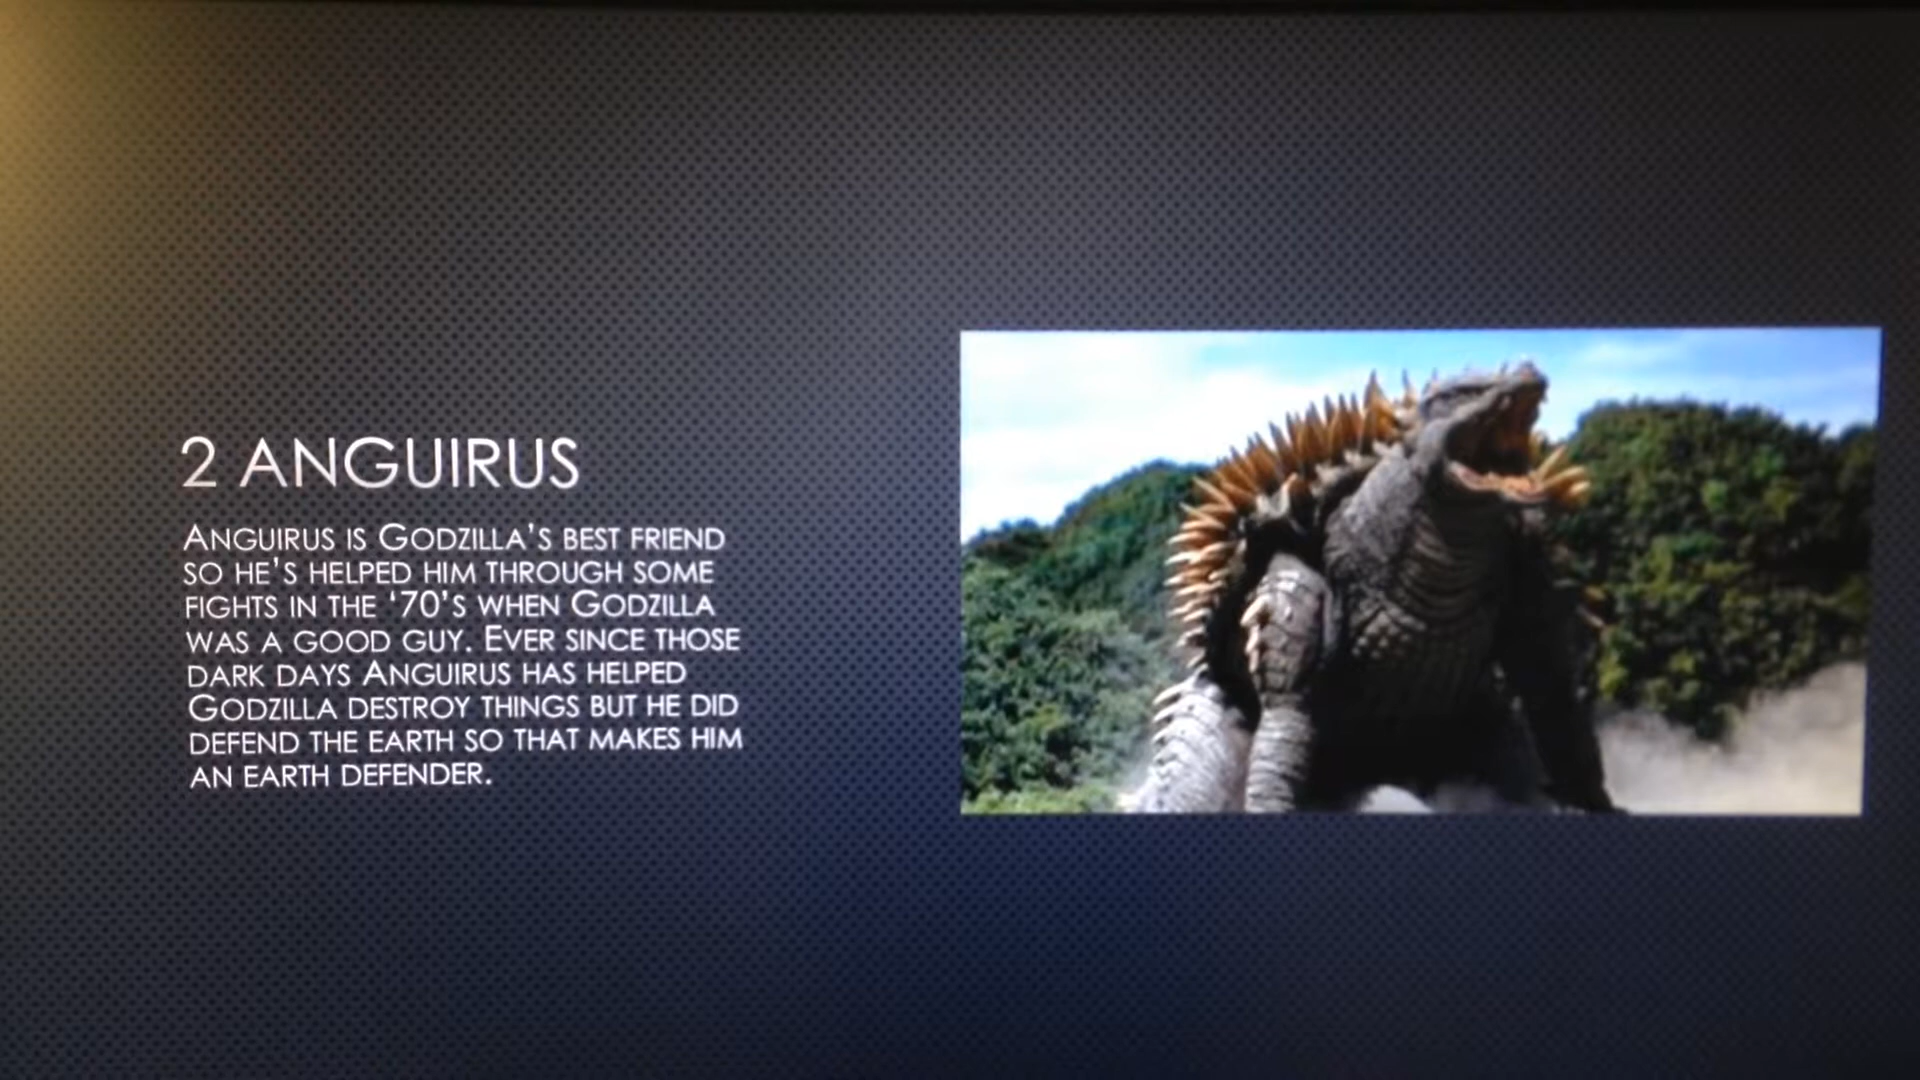 2 ANGUIRUS
ANGUIRUS IS GODZILLA'S BEST FRIEND
SO HE'S HELPED HIM THROUGH SOME
FIGHTS IN THE '70'S WHEN GODZILLA
WAS A GOOD GUY. EVER SINCE THOSE
DARK DAYS ANGUIRUS HAS HELPED
GODZILLA DESTROY THINGS BUT HE DID
DEFEND THE EARTH SO THAT MAKES HIM
AN EARTH DEFENDER.